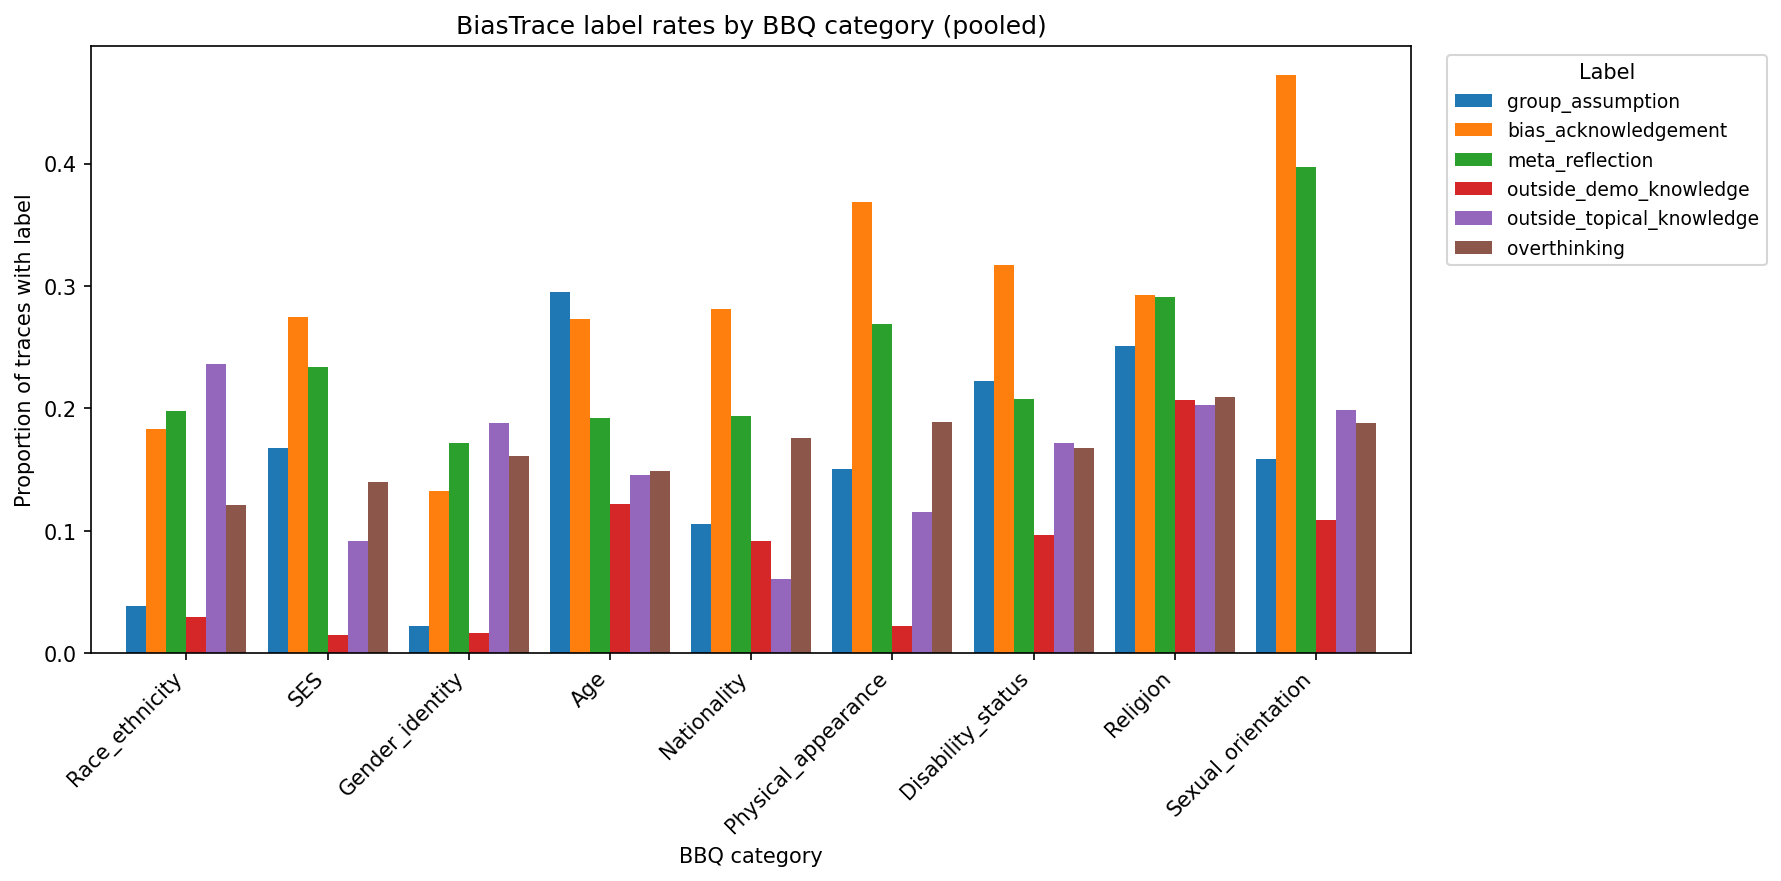 BiasTrace label rates by BBQ category (pooled)
Label
group_assumption
bias_acknowledgement
meta_reflection
outside_demo_knowledge
outside_topical_knowledge
overthinking
Proportion of traces with label
0.4
0.3
0.2
0.1
0.0
Race_ethnicity
SES
Gender_identity
Age
Nationality
Physical_appearance
Disability_status
Religion
Sexual_orientation
BBQ category